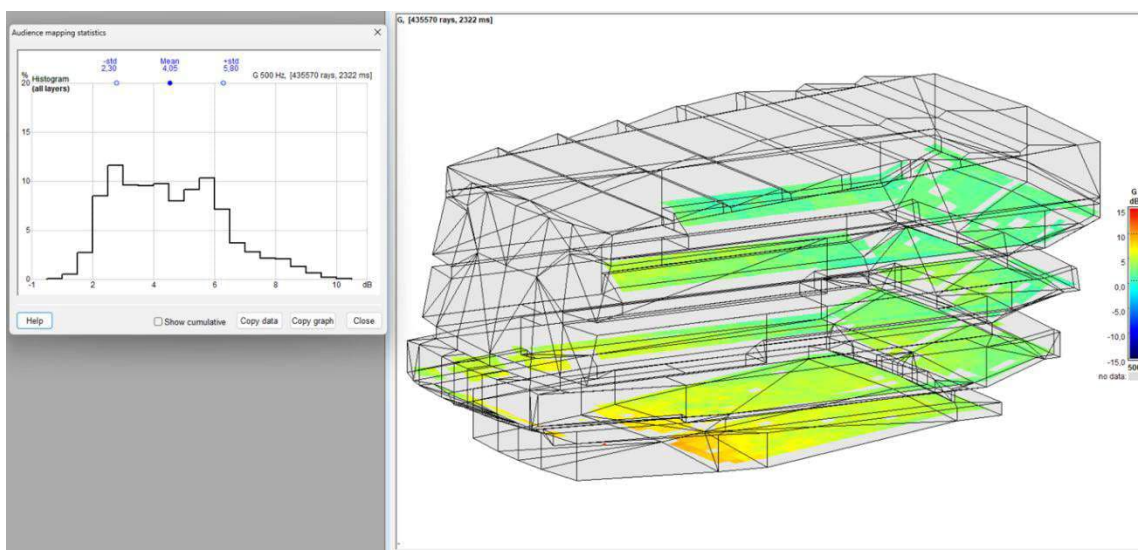 Audience mapping statistics
-std Mean +std
2,30 4,05 5,80
% Histogram
(all layers)
G 500 Hz, [435570 rays, 2322 ms]
20
15
10
5
0
-1 2 4 6 8 10 dB
Help
Show cumulative
Copy data
Copy graph
Close
G, [435570 rays, 2322 ms]
G
dB
15
10
5
0,0
-5,0
-10
-15,0
500
no data: